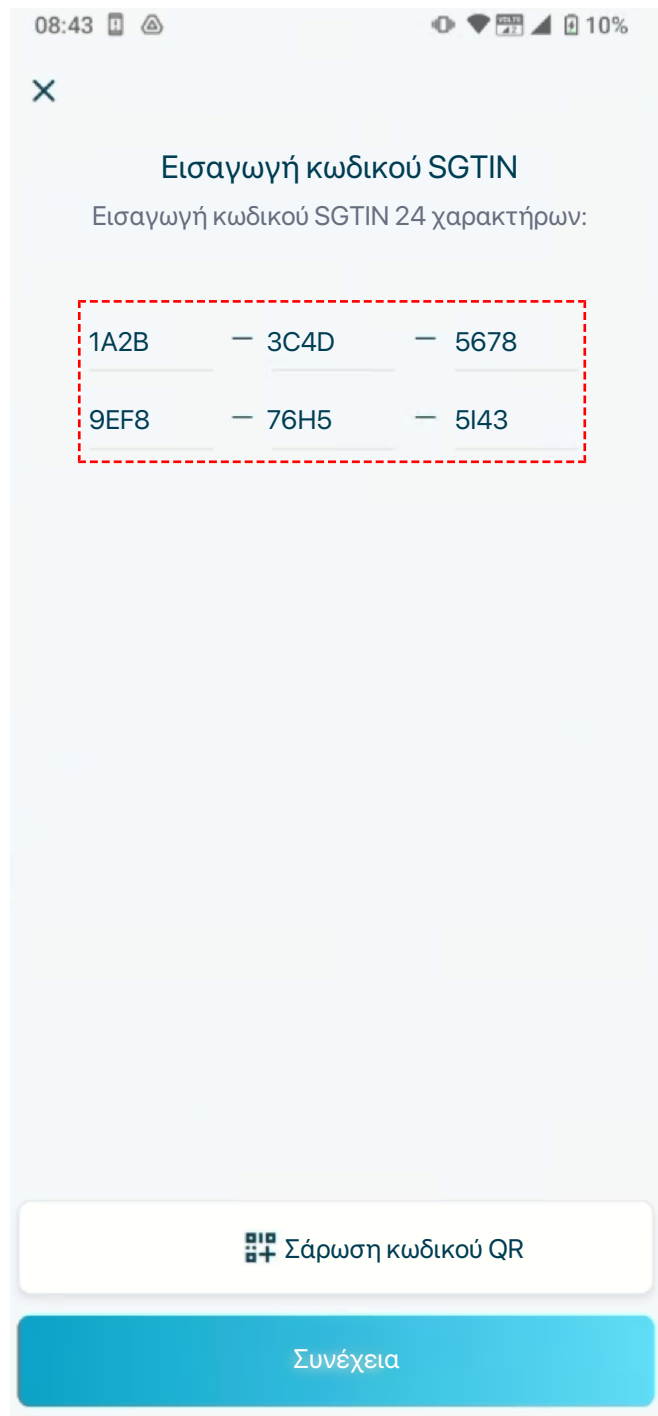 08:43 10%
Εισαγωγή κωδικού SGTIN
Εισαγωγή κωδικού SGTIN 24 χαρακτήρων:
1A2B — 3C4D — 5678
9EF8 — 76H5 — 5I43
Σάρωση κωδικού QR
Συνέχεια